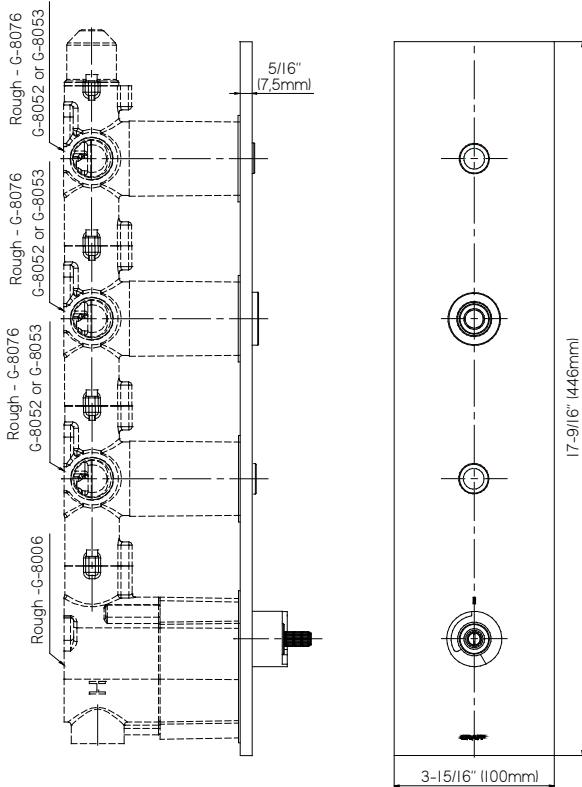 Rough - G-8076
G-8052 or G-8053
Rough - G-8076
G-8052 or G-8053
Rough - G-8076
G-8052 or G-8053
Rough -G-8006
H
5/16"
(7,5mm)
17-9/16" (446mm)
3-15/16" (100mm)